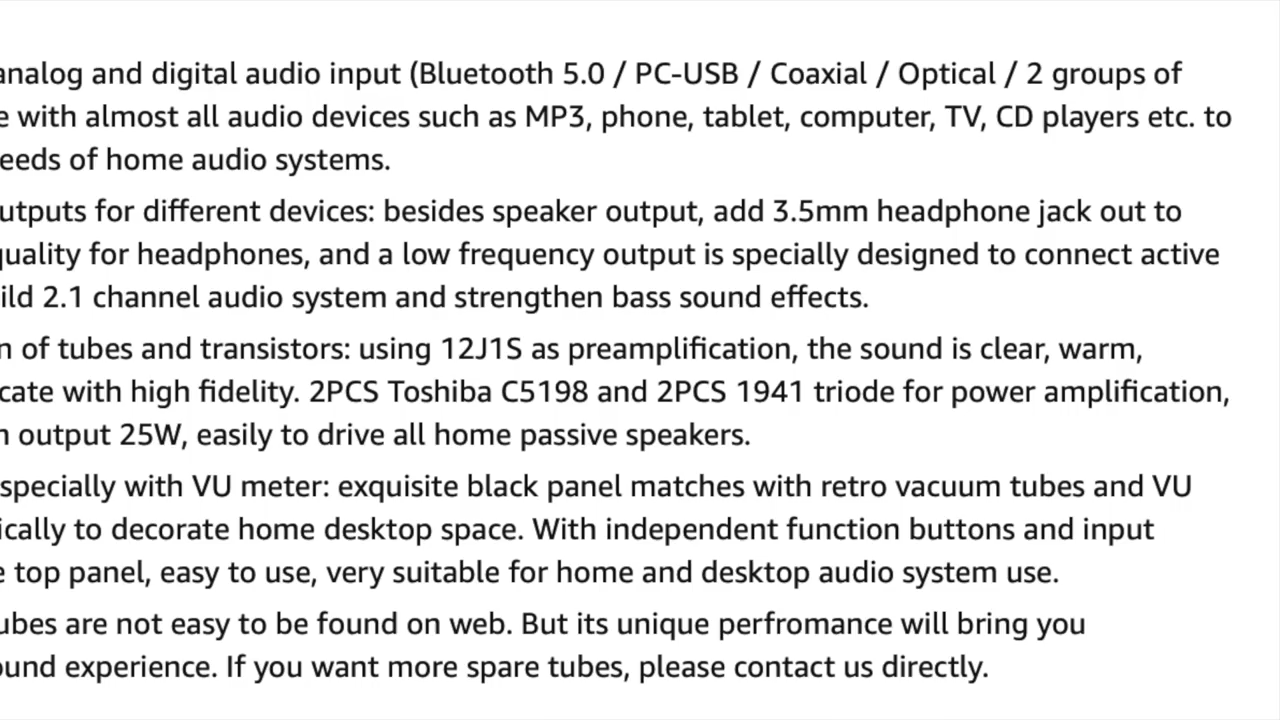 analog and digital audio input (Bluetooth 5.0 / PC-USB / Coaxial / Optical / 2 groups of
e with almost all audio devices such as MP3, phone, tablet, computer, TV, CD players etc. to
eeds of home audio systems.
utputs for different devices: besides speaker output, add 3.5mm headphone jack out to
quality for headphones, and a low frequency output is specially designed to connect active
ild 2.1 channel audio system and strengthen bass sound effects.
n of tubes and transistors: using 12J1S as preamplification, the sound is clear, warm,
cate with high fidelity. 2PCS Toshiba C5198 and 2PCS 1941 triode for power amplification,
n output 25W, easily to drive all home passive speakers.
specially with VU meter: exquisite black panel matches with retro vacuum tubes and VU
ically to decorate home desktop space. With independent function buttons and input
e top panel, easy to use, very suitable for home and desktop audio system use.
ubes are not easy to be found on web. But its unique perfromance will bring you
ound experience. If you want more spare tubes, please contact us directly.